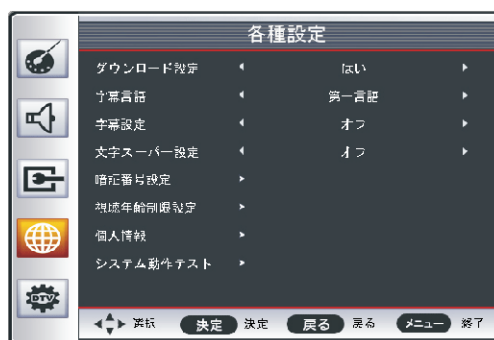 各種設定
ダウンロード設定 はい
字幕言語 第一言語
字幕設定 オフ
文字スーパー設定 オフ
暗証番号設定
視聴年齢制限設定
個人情報
システム動作テスト
DTV
選択 決定 決定 戻る 戻る メニュー 終了